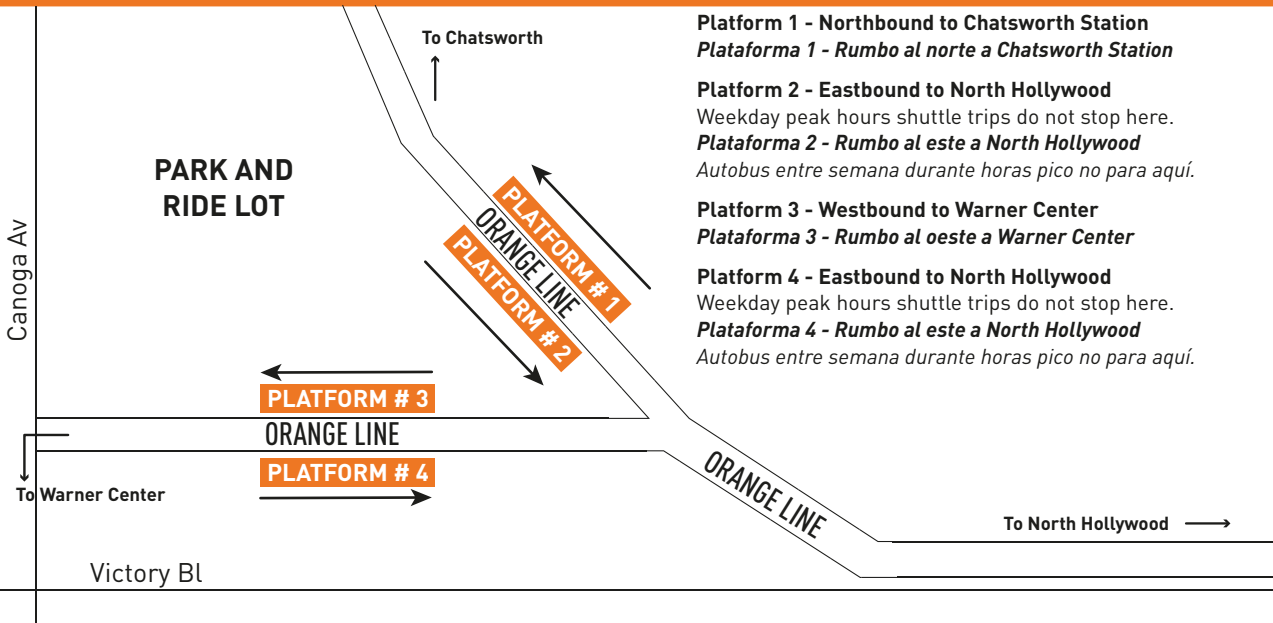 To Chatsworth
PARK AND
RIDE LOT
Canoga Av
PLATFORM # 1
ORANGE LINE
PLATFORM # 2
PLATFORM # 3
ORANGE LINE
PLATFORM # 4
To Warner Center
ORANGE LINE
To North Hollywood
Victory Bl
Platform 1 - Northbound to Chatsworth Station
Plataforma 1 - Rumbo al norte a Chatsworth Station
Platform 2 - Eastbound to North Hollywood
Weekday peak hours shuttle trips do not stop here.
Plataforma 2 - Rumbo al este a North Hollywood
Autobus entre semana durante horas pico no para aquí.
Platform 3 - Westbound to Warner Center
Plataforma 3 - Rumbo al oeste a Warner Center
Platform 4 - Eastbound to North Hollywood
Weekday peak hours shuttle trips do not stop here.
Plataforma 4 - Rumbo al este a North Hollywood
Autobus entre semana durante horas pico no para aquí.